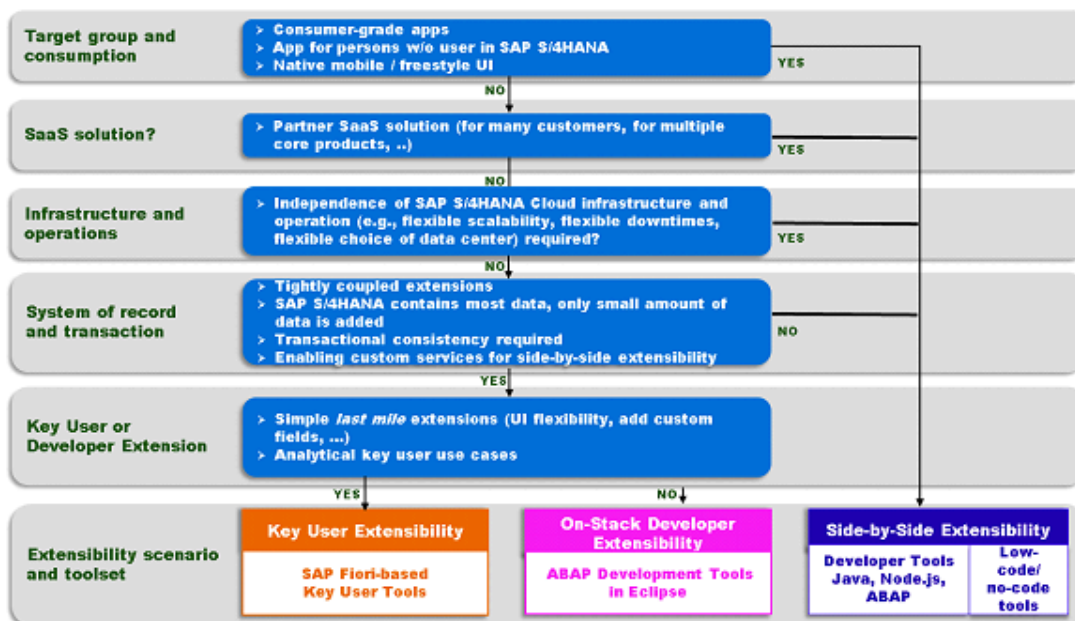 Target group and
consumption
➢ Consumer-grade apps
➢ App for persons w/o user in SAP S/4HANA
➢ Native mobile / freestyle UI
YES
NO
SaaS solution?
➢ Partner SaaS solution (for many customers, for multiple
core products, ..)
YES
NO
Infrastructure and
operations
➢ Independence of SAP S/4HANA Cloud infrastructure and
operation (e.g., flexible scalability, flexible downtimes,
flexible choice of data center) required?
YES
NO
System of record
and transaction
➢ Tightly coupled extensions
➢ SAP S/4HANA contains most data, only small amount of
data is added
➢ Transactional consistency required
➢ Enabling custom services for side-by-side extensibility
NO
YES
Key User or
Developer Extension
➢ Simple last mile extensions (UI flexibility, add custom
fields, ...)
➢ Analytical key user use cases
YES
NO
Extensibility scenario
and toolset
Key User Extensibility
SAP Fiori-based
Key User Tools
On-Stack Developer
Extensibility
ABAP Development Tools
in Eclipse
Side-by-Side Extensibility
Developer Tools
Java, Node.js,
ABAP
Low-
code/
no-code
tools